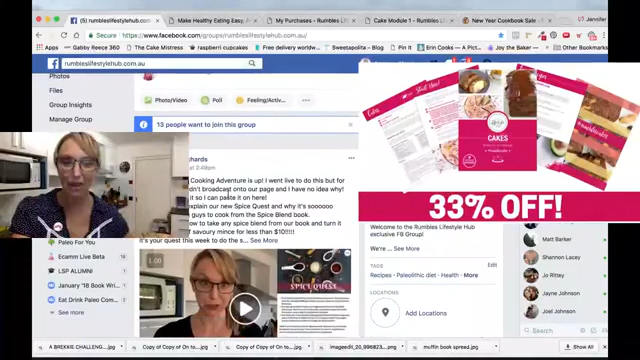 (5) rumbleslifestylehub.com.au
Make Healthy Eating Easy, A
My Purchases - Rumbles Lifes
Cake Module 1 - Rumbles Life
New Year Cookbook Sale -
Jennifer
https://www.facebook.com/groups/rumbleslifestylehub.com.au/
Apps
Gabby Reece 360
The Cake Mistress
raspberri cupcakes
Free delivery worldw
Sweetapolita – Blog
Pin It
Erin Cooks
Joy the Baker
Other Bookmarks
rumbleslifestylehub.com.au
Photos
Files
Group Insights
Manage Group
Photo/Video
Poll
Feeling/Activ...
13 people want to join this group
hards
at 2:49pm
Cooking Adventure is up! I went live to do this but for
dn't broadcast onto our page and I have no idea why!
it so I can paste it on here!
explain our new Spice Quest and why it's soooooo
guys to cook from the Spice Blend book.
how to take any spice blend from our book and turn it
f savoury mince for less than $10!!!!!
It's your quest this week to do the s... See More
1:00
SPICE QUEST
CAKES
33% OFF!
Welcome to the Rumbles Lifestyle Hub
exclusive FB Group!
We're... See More
TAGS
Edit
Recipes · Paleolithic diet · Health · More
LOCATIONS
Add Locations
Matt Barker
Shannon Lacey
Jo Rittey
Jayne Johnson
Joel Johnson
Search
Paleo For You
Ecamm Live Beta
18
LSP ALUMNI
January '18 Book Wri...
Eat Drink Paleo Com...
See more
A BREKKIE CHALLENG....jpg
Copy of Copy of On to....jpg
Copy of Copy of On to....jpg
imageedit_20_996823....jpg
muffin book spread.jpg
Show All